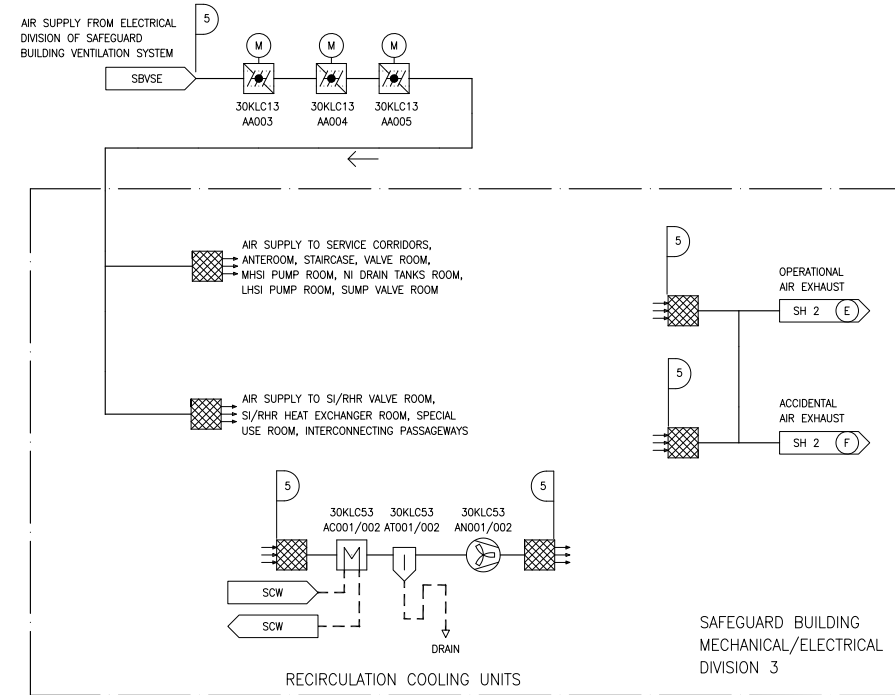 AIR SUPPLY FROM ELECTRICAL
DIVISION OF SAFEGUARD
BUILDING VENTILATION SYSTEM
5
SBVSE
M
M
M
30KLC13
AA003
30KLC13
AA004
30KLC13
AA005
AIR SUPPLY TO SERVICE CORRIDORS,
ANTEROOM, STAIRCASE, VALVE ROOM,
MHSI PUMP ROOM, NI DRAIN TANKS ROOM,
LHSI PUMP ROOM, SUMP VALVE ROOM
5
OPERATIONAL
AIR EXHAUST
SH 2 E
AIR SUPPLY TO SI/RHR VALVE ROOM,
SI/RHR HEAT EXCHANGER ROOM, SPECIAL
USE ROOM, INTERCONNECTING PASSAGEWAYS
5
ACCIDENTAL
AIR EXHAUST
SH 2 F
5
30KLC53
AC001/002
30KLC53
AT001/002
30KLC53
AN001/002
5
M
SCW
SCW
DRAIN
RECIRCULATION COOLING UNITS
SAFEGUARD BUILDING
MECHANICAL/ELECTRICAL
DIVISION 3